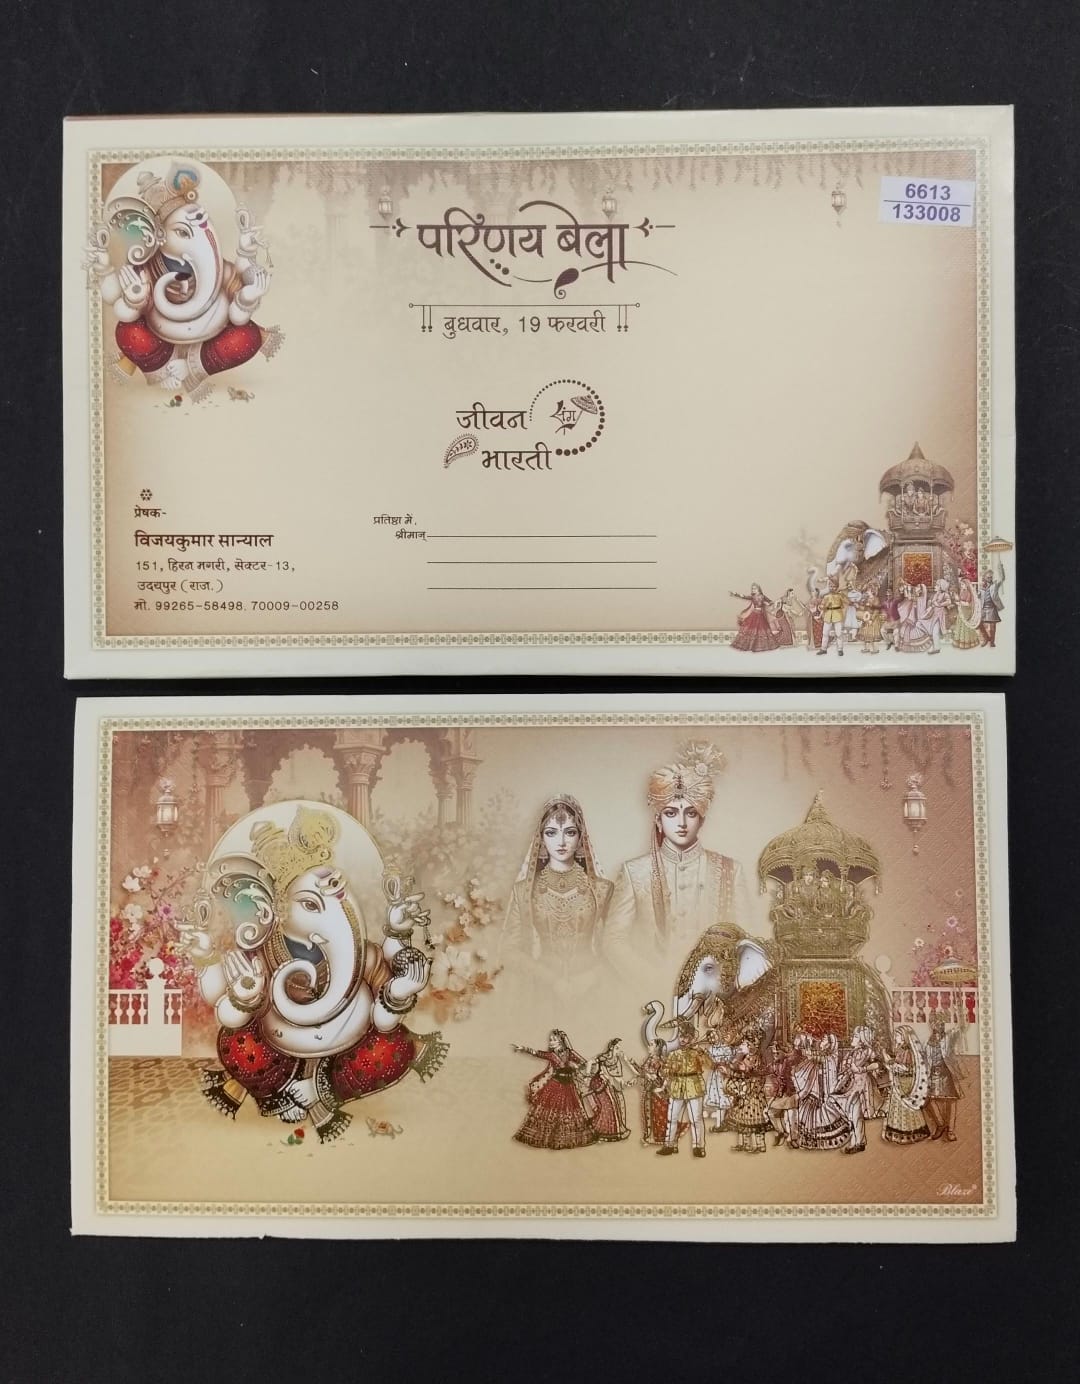 6613
133008
परिणय बेला
बुधवार, 19 फरवरी
जीवन संग
भारती
प्रेषक-
विजयकुमार सान्याल
151, हिरन मगरी, सेक्टर-13,
उदयपुर (राज.)
मो. 99265-58498, 70009-00258
प्रतिष्ठा में,
श्रीमान्
Blaze®